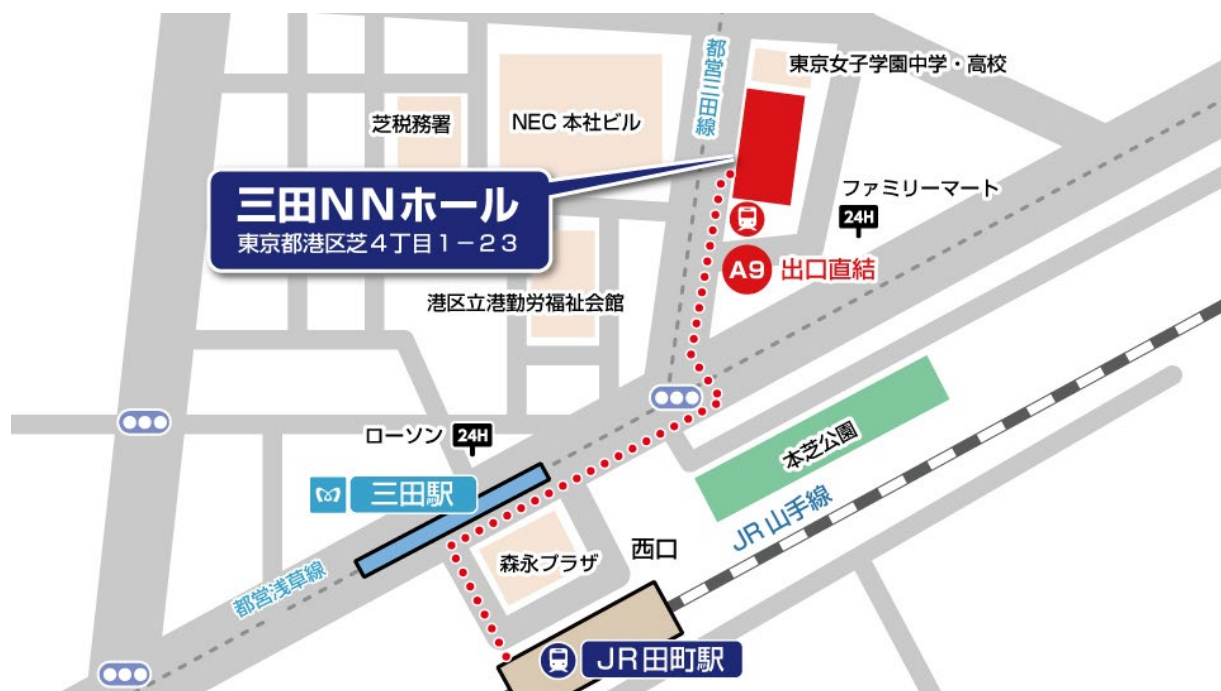 都営三田線
東京女子学園中学・高校
芝税務署
NEC 本社ビル
三田NNホール
東京都港区芝4丁目1-23
ファミリーマート
24H
A9 出口直結
港区立港勤労福祉会館
ローソン 24H
本芝公園
三田駅
JR山手線
西口
森永プラザ
都営浅草線
JR田町駅